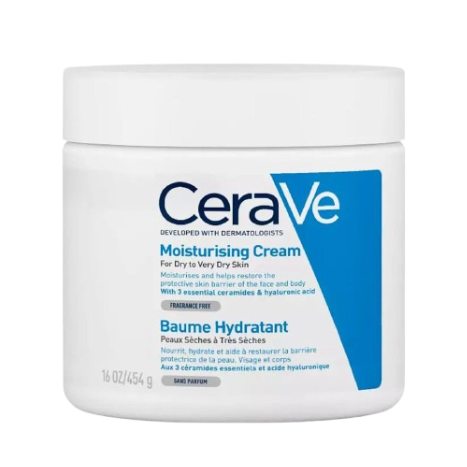 CeraVe
DEVELOPED WITH DERMATOLOGISTS
Moisturising Cream
For Dry to Very Dry Skin
Moisturises and helps restore the
protective skin barrier of the face and body
With 3 essential ceramides & hyaluronic acid
FRAGRANCE FREE
Baume Hydratant
Peaux Sèches à Très Sèches
Nourrit, hydrate et aide à restaurer la barrière
protectrice de la peau. Visage et corps
Aux 3 céramides essentiels et acide hyaluronique
16 OZ/454 g
SANS PARFUM